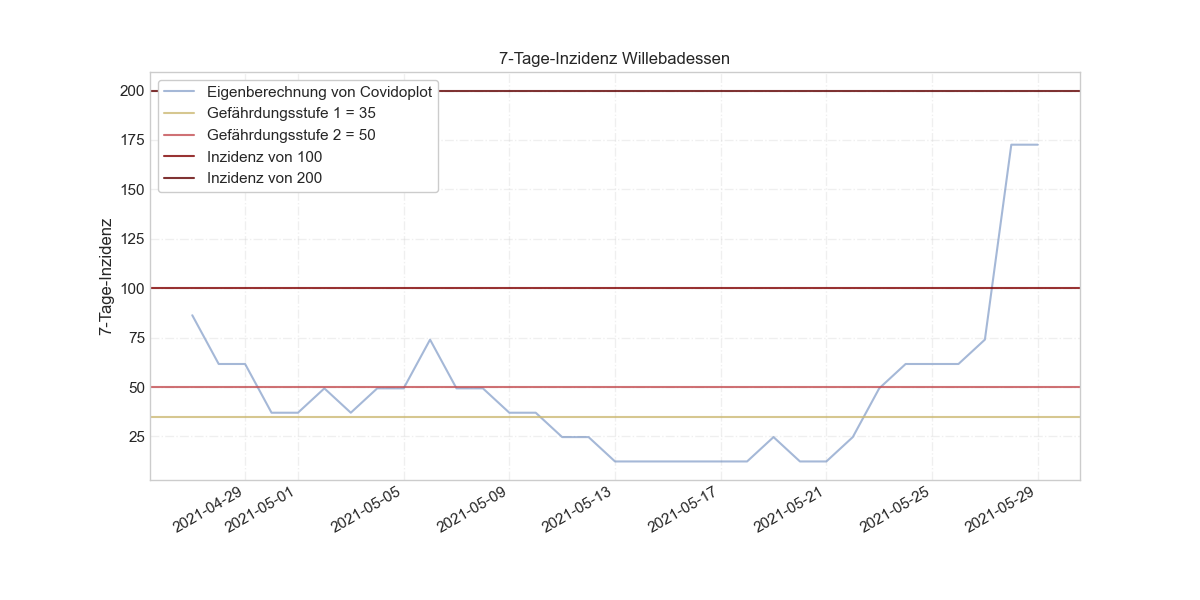 7-Tage-Inzidenz Willebadessen
Eigenberechnung von Covidoplot
Gefährdungsstufe 1 = 35
Gefährdungsstufe 2 = 50
Inzidenz von 100
Inzidenz von 200
7-Tage-Inzidenz
200
175
150
125
100
75
50
25
2021-04-29
2021-05-01
2021-05-05
2021-05-09
2021-05-13
2021-05-17
2021-05-21
2021-05-25
2021-05-29